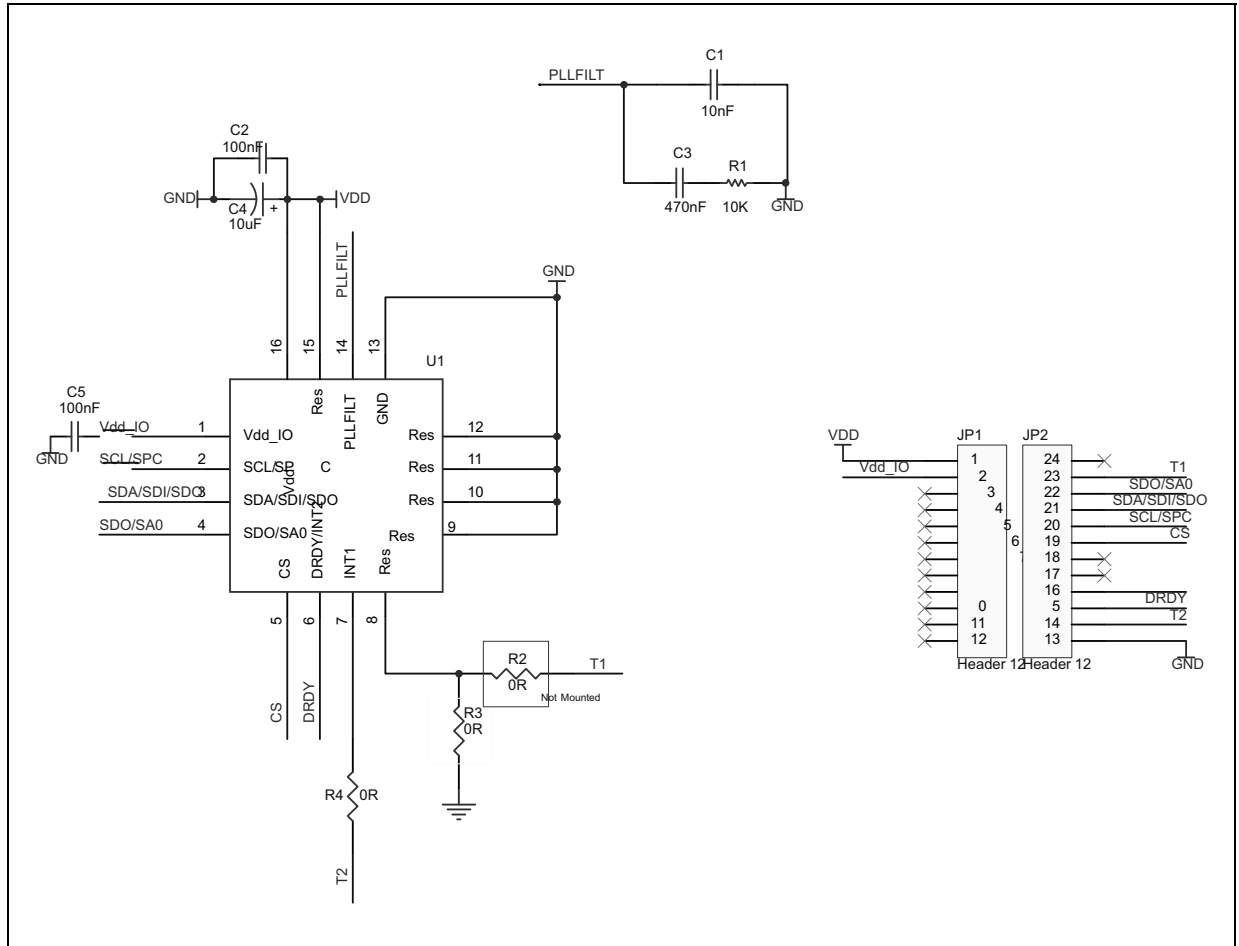 C1
PLLFILT
10nF
C3
R1
470nF
10K
GND
C2
100nF
GND
C4
10uF
+
VDD
PLLFILT
GND
16
15
14
13
U1
C5
100nF
GND
Vdd_IO
1
Vdd_IO
SCL/SPC
2
SCL/SP C
SDA/SDI/SDO
3
SDA/SDI/SDO
SDO/SA0
4
SDO/SA0
Vdd
Res
PLLFILT
GND
Res
12
Res
11
Res
10
Res
9
CS
DRDY/INT2
INT1
Res
5
6
7
8
CS
DRDY
R4
0R
T2
R2
0R
T1
Not Mounted
R3
0R
JP1
JP2
VDD
1
24
Vdd_IO
2
23
T1
3
22
SDO/SA0
4
21
SDA/SDI/SDO
5
20
SCL/SPC
6
19
CS
18
17
16
0
5
DRDY
11
14
T2
12
13
GND
Header 12
Header 12